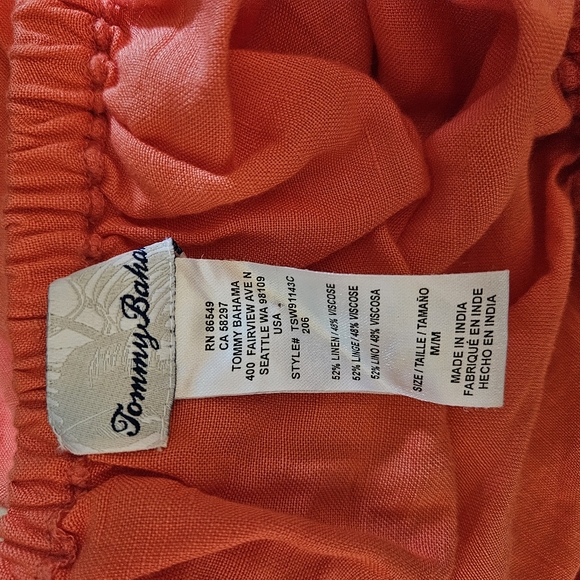 Tommy Baha
RN 86549
CA 58297
TOMMY BAHAMA
400 FAIRVIEW AVE N
SEATTLE WA 98109
USA
STYLE# TSW91143C
206
52% LINEN/48% VISCOSE
52% LINGE/48% VISCOSE
52% LINO/48% VISCOSA
SIZE / TAILLE / TAMAÑO
M/M
MADE IN INDIA
FABRIQUÉ EN INDE
HECHO EN INDIA